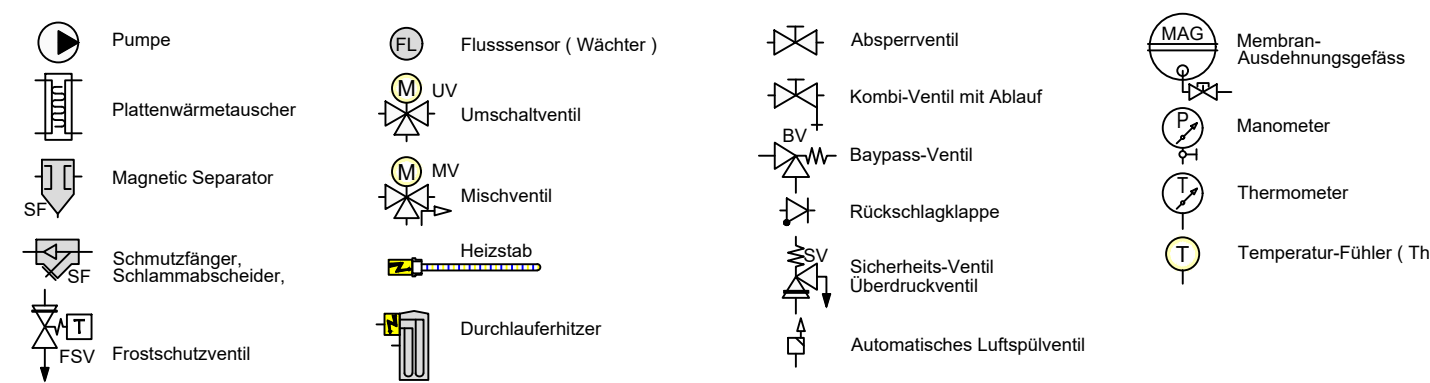 Pumpe
Plattenwärmetauscher
Magnetic Separator
SF
Schmutzfänger,
Schlammabscheider,
SF
T
FSV
Frostschutzventil
FL
Flusssensor ( Wächter )
M
UV
Umschaltventil
M
MV
Mischventil
Heizstab
Durchlauferhitzer
Absperrventil
Kombi-Ventil mit Ablauf
BV
Baypass-Ventil
Rückschlagklappe
SV
Sicherheits-Ventil
Überdruckventil
Automatisches Luftspülventil
MAG
Membran-
Ausdehnungsgefäss
P
Manometer
T
Thermometer
T
Temperatur-Fühler ( Th